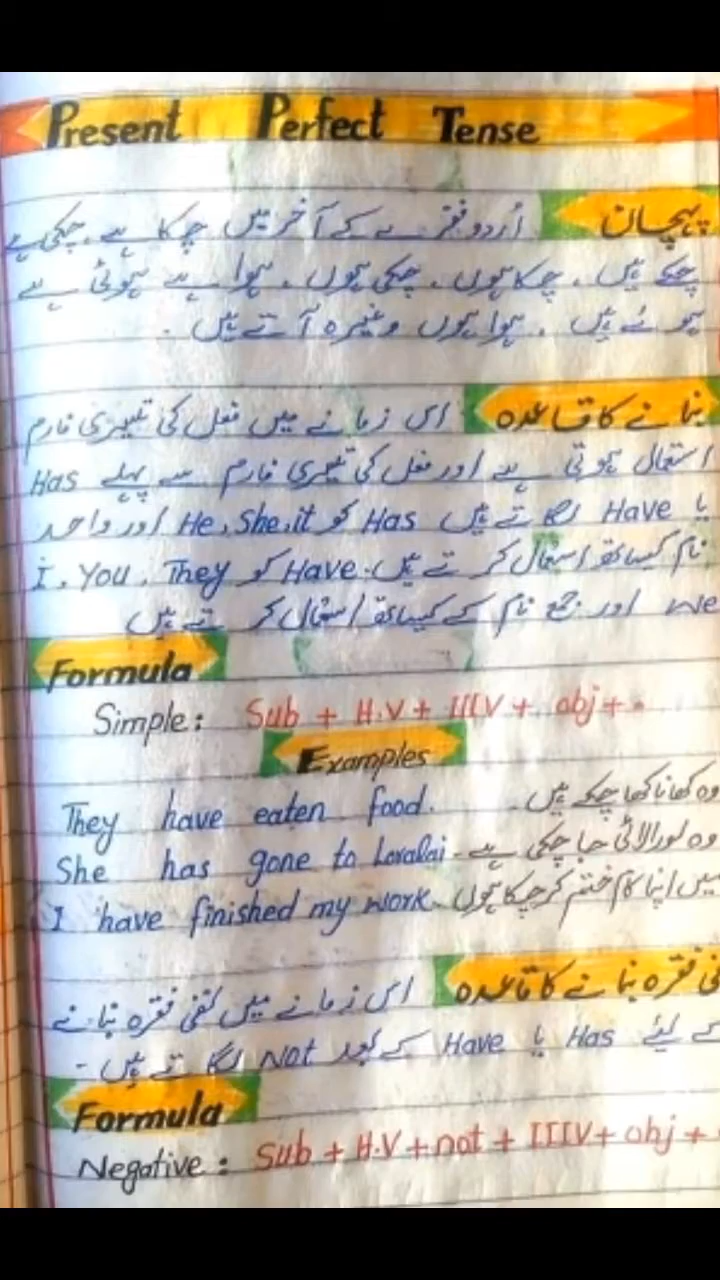 Present Perfect Tense
پہچان اُردو فقرے کے آخر میں چکا ہے، چکی ہے
چکے ہیں، چکا ہوں، چکی ہوں، ہوا ہے ہوئی ہے
ہوئے ہیں، ہوا ہوں وغیرہ آتے ہیں۔
بنانے کا قاعدہ اس زمانے میں فعل کی تیسری فارم
استعمال ہوتی ہے اور فعل کی تیسری فارم سے پہلے Has
یا Have لگاتے ہیں Has کو He, She, it اور واحد
نام کیساتھ استعمال کرتے ہیں۔ Have کو I, You, They
We اور جمع نام کے کیساتھ استعمال کرتے ہیں
Formula
Simple: Sub + H.V + IIIV + obj + .
Examples
They have eaten food. وہ کھانا کھا چکے ہیں۔
She has gone to Loralai. وہ لورالائی جا چکی ہے۔
I have finished my work. میں اپنا کام ختم کر چکا ہوں
فقرہ بنانے کا قاعدہ اس زمانے میں نفی فقرہ بنانے
کے لیئے Has یا Have کے بعد Not لگاتے ہیں۔
Formula
Negative: Sub + H.V + not + IIIV + obj +